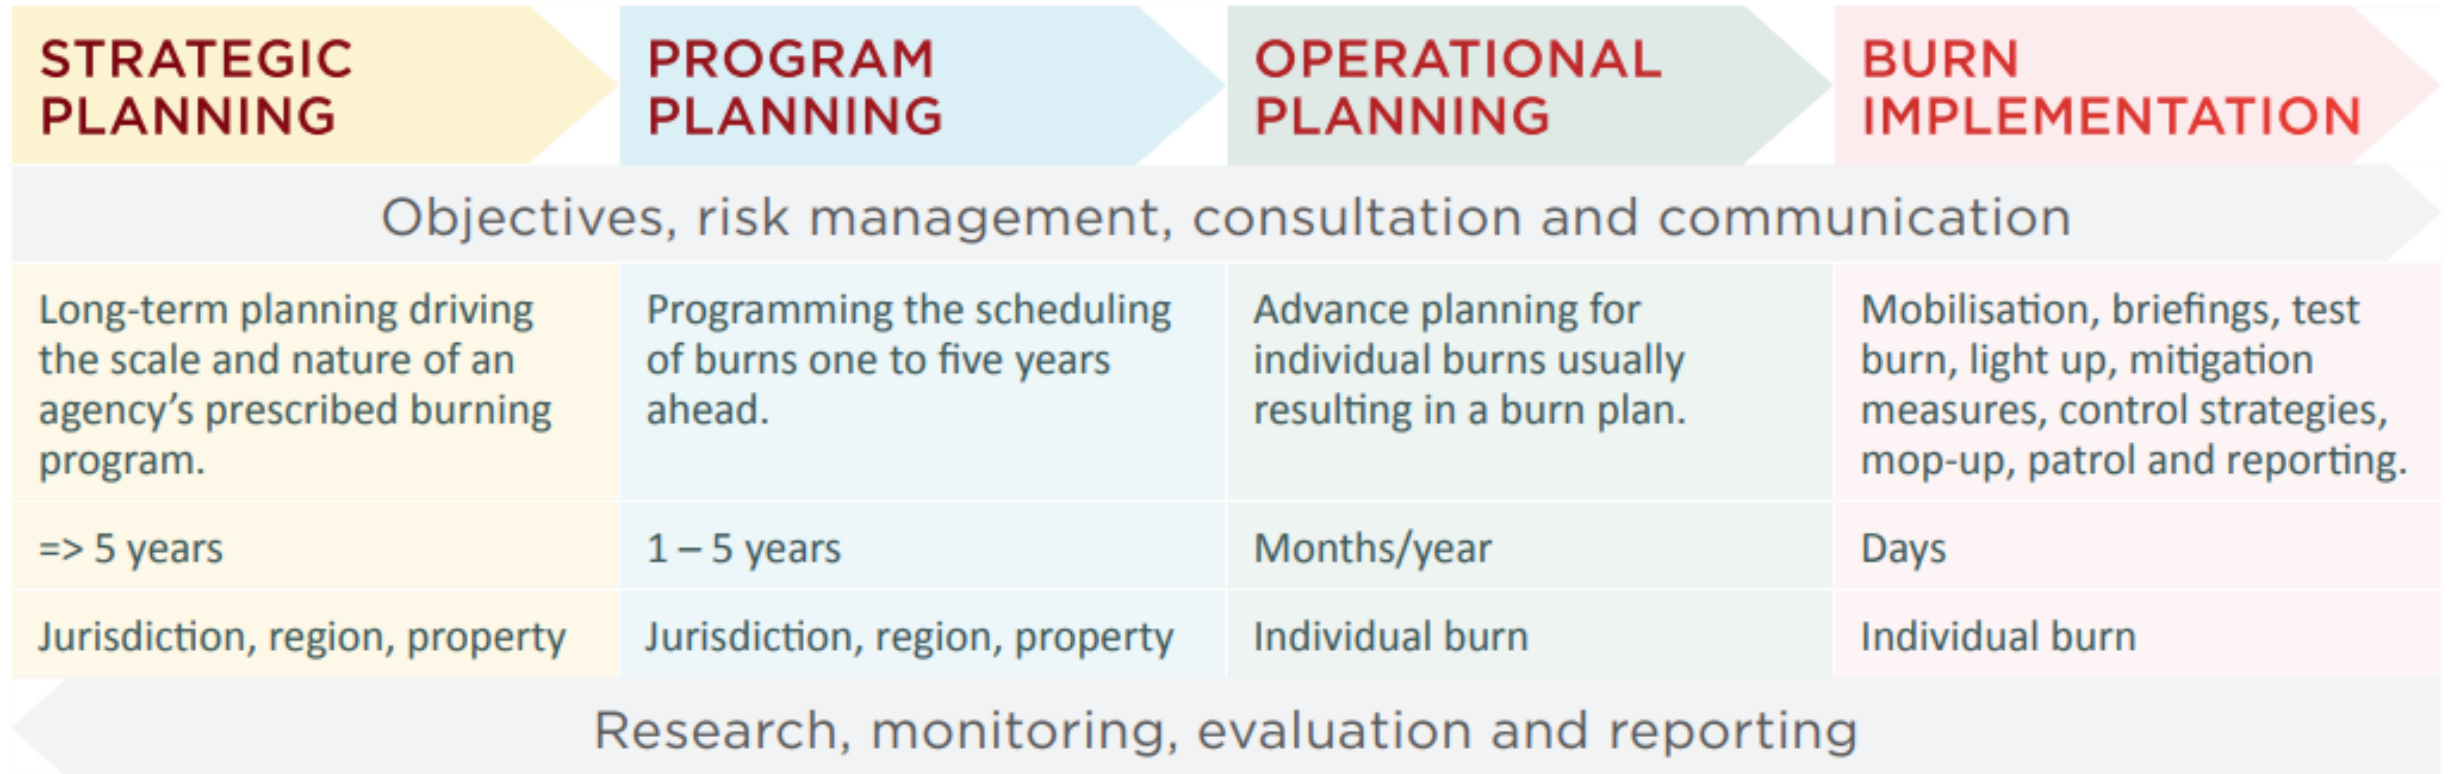 STRATEGIC
PLANNING
PROGRAM
PLANNING
OPERATIONAL
PLANNING
BURN
IMPLEMENTATION
Objectives, risk management, consultation and communication
Long-term planning driving
the scale and nature of an
agency’s prescribed burning
program.
Programming the scheduling
of burns one to five years
ahead.
Advance planning for
individual burns usually
resulting in a burn plan.
Mobilisation, briefings, test
burn, light up, mitigation
measures, control strategies,
mop-up, patrol and reporting.
=> 5 years
1 – 5 years
Months/year
Days
Jurisdiction, region, property
Jurisdiction, region, property
Individual burn
Individual burn
Research, monitoring, evaluation and reporting